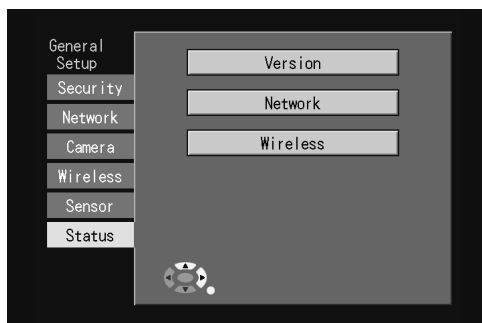 General
Setup
Security
Network
Camera
Wireless
Sensor
Status
Version
Network
Wireless